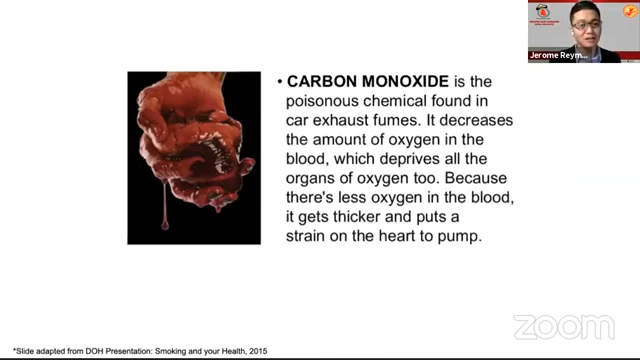 Jerome Reym...
• CARBON MONOXIDE is the
poisonous chemical found in
car exhaust fumes. It decreases
the amount of oxygen in the
blood, which deprives all the
organs of oxygen too. Because
there's less oxygen in the blood,
it gets thicker and puts a
strain on the heart to pump.
zoom
*Slide adapted from DOH Presentation: Smoking and your Health, 2015